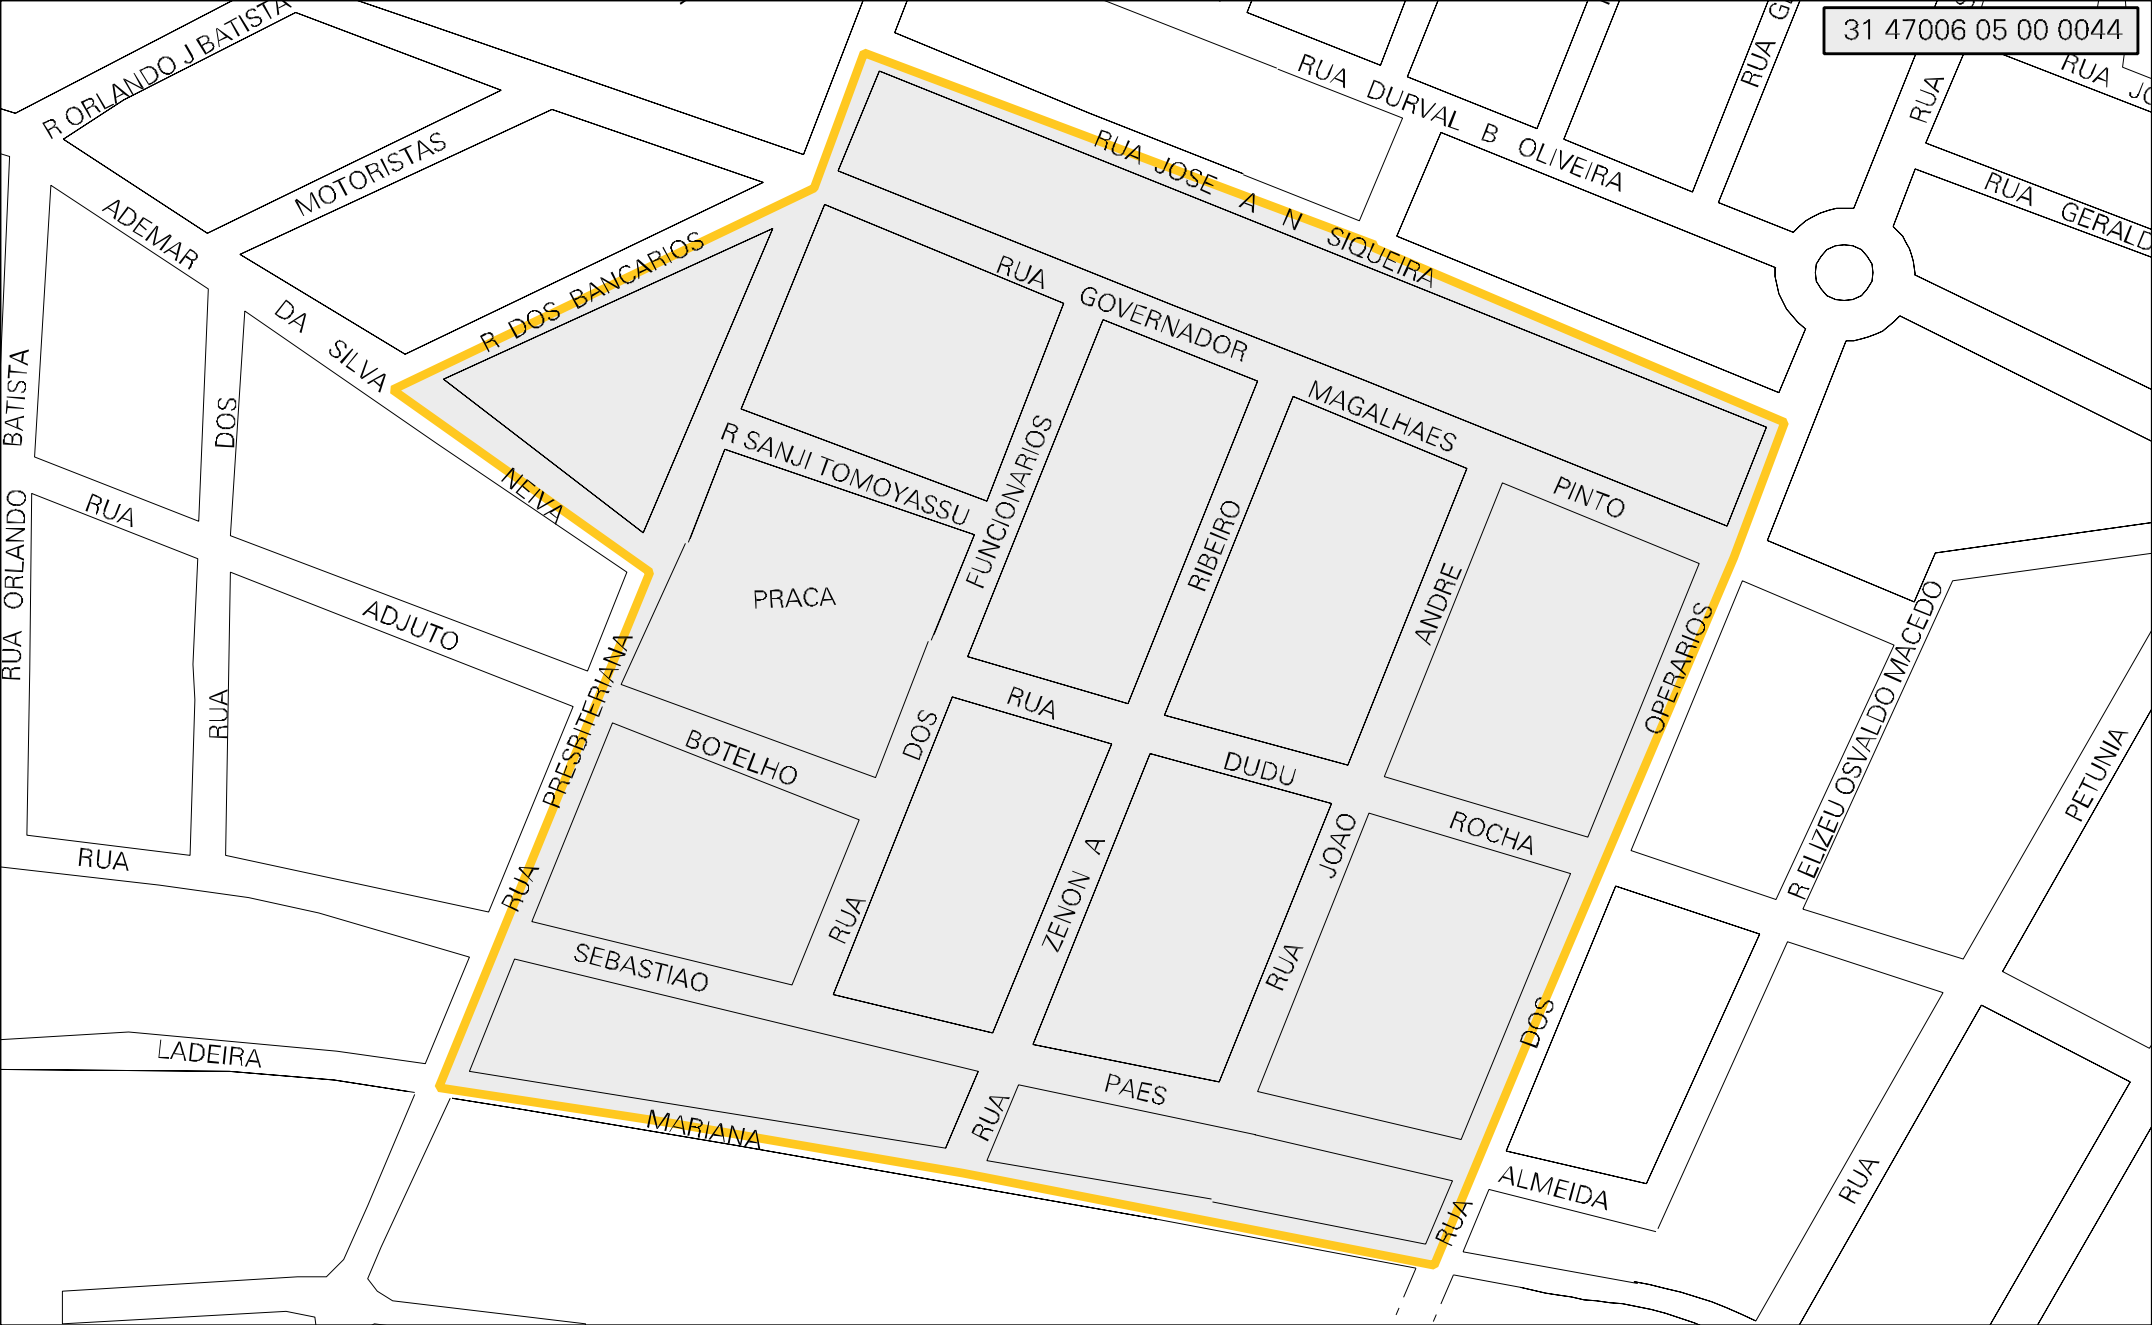 31 47006 05 00 0044
R ORLANDO J BATISTA
MOTORISTAS
ADEMAR
DA SILVA
NEIVA
R DOS BANCARIOS
RUA JOSE A N SIQUEIRA
RUA DURVAL B OLIVEIRA
RUA
RUA
RUA
RUA GERALD
RUA GOVERNADOR MAGALHAES PINTO
R SANJI TOMOYASSU
PRACA
RUA DOS FUNCIONARIOS
RUA ZENON A RIBEIRO
RUA JOAO ANDRE
RUA DOS OPERARIOS
R ELIZEU OSVALDO MACEDO
RUA PETUNIA
RUA ORLANDO BATISTA
RUA DOS
RUA ADJUTO BOTELHO
RUA DUDU ROCHA
RUA PRESBITERIANA
RUA SEBASTIAO PAES ALMEIDA
LADEIRA MARIANA